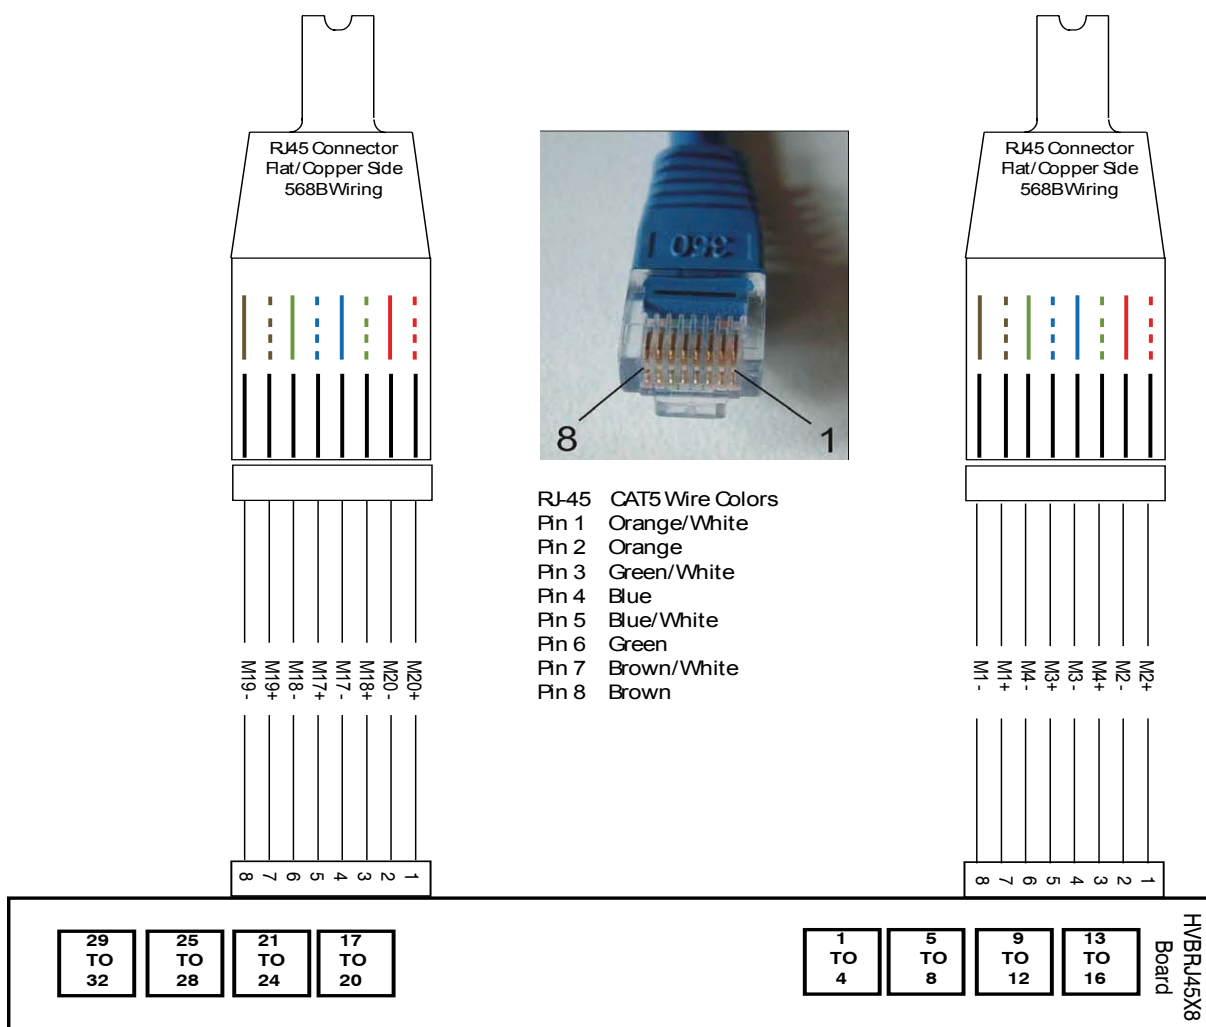 RJ45 Connector
Flat/Copper Side
568B Wiring
RJ45 Connector
Flat/Copper Side
568B Wiring
350
8
1
RJ-45 CAT5 Wire Colors
Pin 1 Orange/White
Pin 2 Orange
Pin 3 Green/White
Pin 4 Blue
Pin 5 Blue/White
Pin 6 Green
Pin 7 Brown/White
Pin 8 Brown
M19-
M19+
M18-
M17+
M17-
M18+
M20-
M20+
M1-
M1+
M4-
M3+
M3-
M4+
M2-
M2+
8 7 6 5 4 3 2 1
8 7 6 5 4 3 2 1
29
TO
32
25
TO
28
21
TO
24
17
TO
20
1
TO
4
5
TO
8
9
TO
12
13
TO
16
HVBRJ45X8
Board